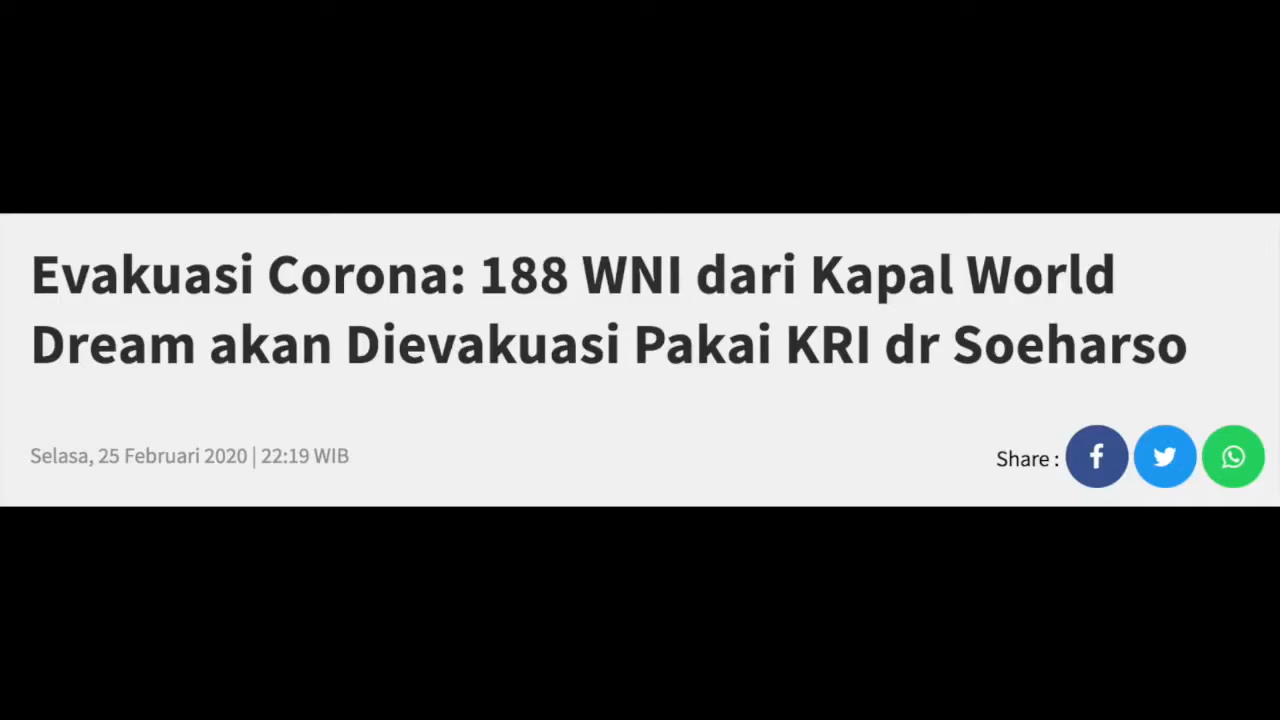 Evakuasi Corona: 188 WNI dari Kapal World
Dream akan Dievakuasi Pakai KRI dr Soeharso
Selasa, 25 Februari 2020 | 22:19 WIB
Share :